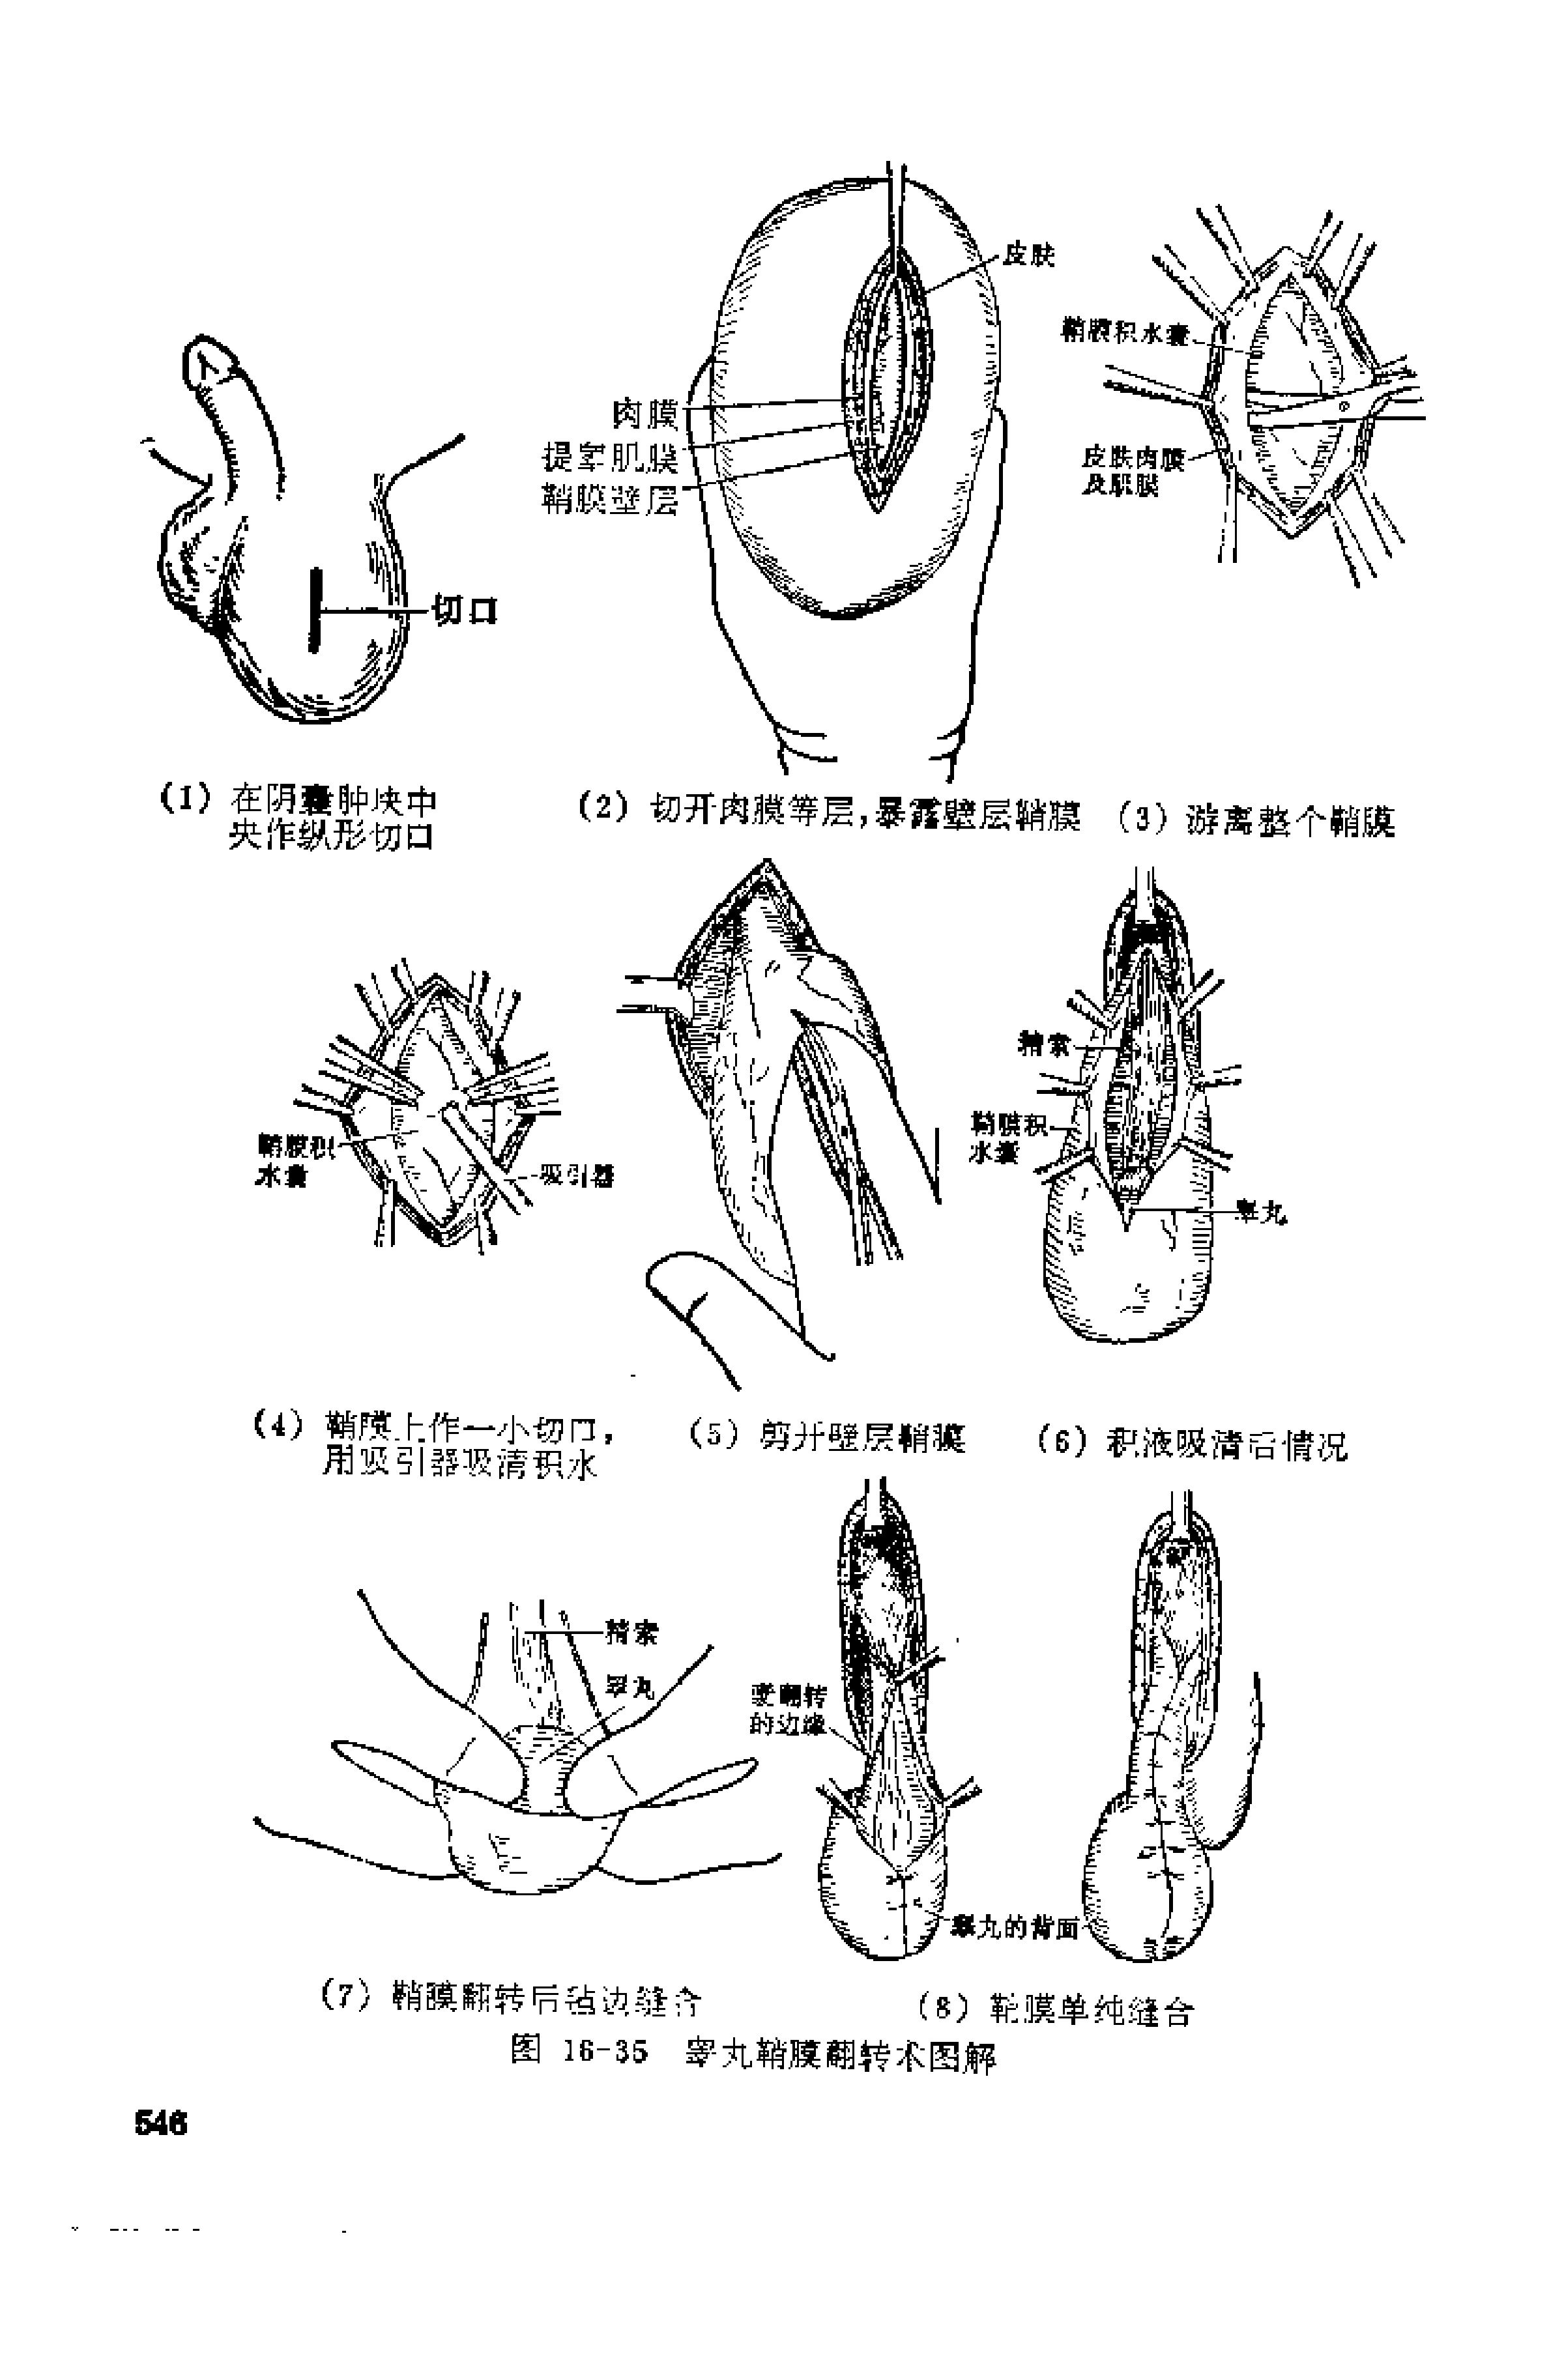 皮肤
鞘膜积水囊
肉膜
提睾肌膜
鞘膜壁层
皮肤肉膜
及肌膜
切口
(1) 在阴囊肿块中
央作纵形切口
(2) 切开肉膜等层,暴露壁层鞘膜
(3) 游离整个鞘膜
鞘膜积
水囊
吸引器
精索
鞘膜积
水囊
睾丸
(4) 鞘膜上作一小切口,
用吸引器吸清积水
(5) 剪开壁层鞘膜
(6) 积液吸清后情况
精索
睾丸
要翻转
的边缘
睾丸的背面
(7) 鞘膜翻转后毡边缝合
(8) 鞘膜单纯缝合
图 16-35 睾丸鞘膜翻转术图解
546